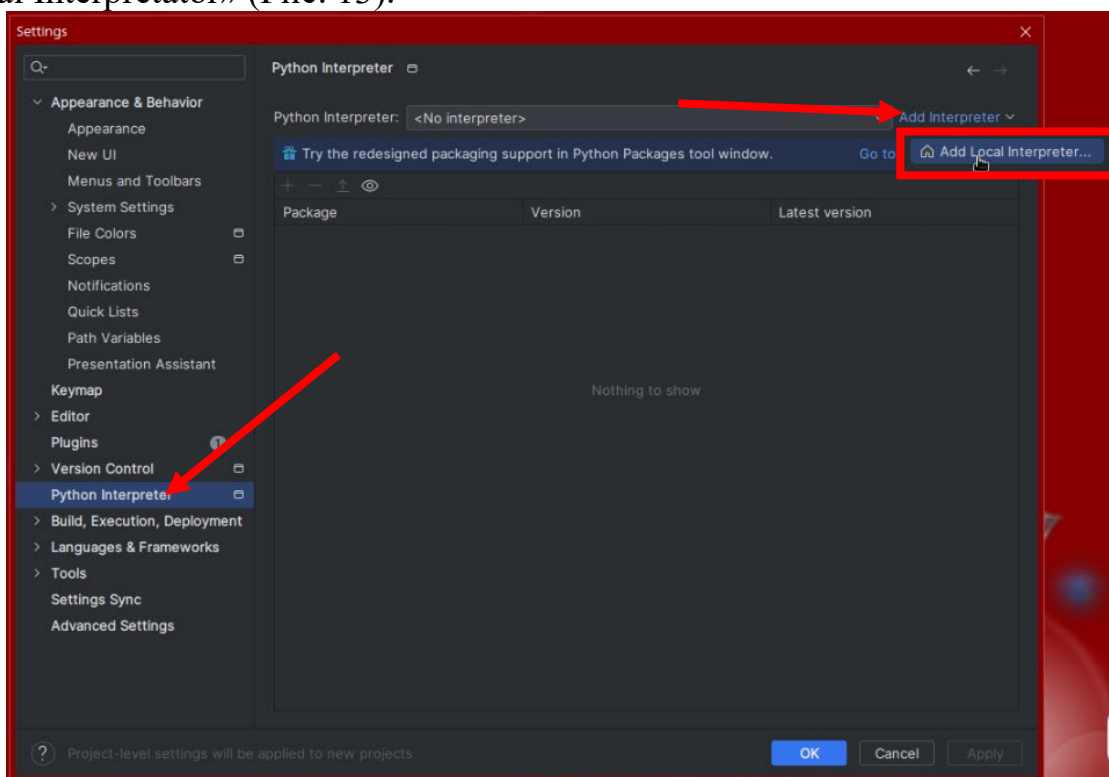 Interpretator» (Рис. 13).
Settings
Python Interpreter
Appearance & Behavior
Appearance
New UI
Menus and Toolbars
System Settings
File Colors
Scopes
Notifications
Quick Lists
Path Variables
Presentation Assistant
Keymap
Editor
Plugins 1
Version Control
Python Interpreter
Build, Execution, Deployment
Languages & Frameworks
Tools
Settings Sync
Advanced Settings
Python Interpreter: <No interpreter> Add Interpreter
Try the redesigned packaging support in Python Packages tool window. Go to
Add Local Interpreter...
Package Version Latest version
Nothing to show
? Project-level settings will be applied to new projects
OK Cancel Apply